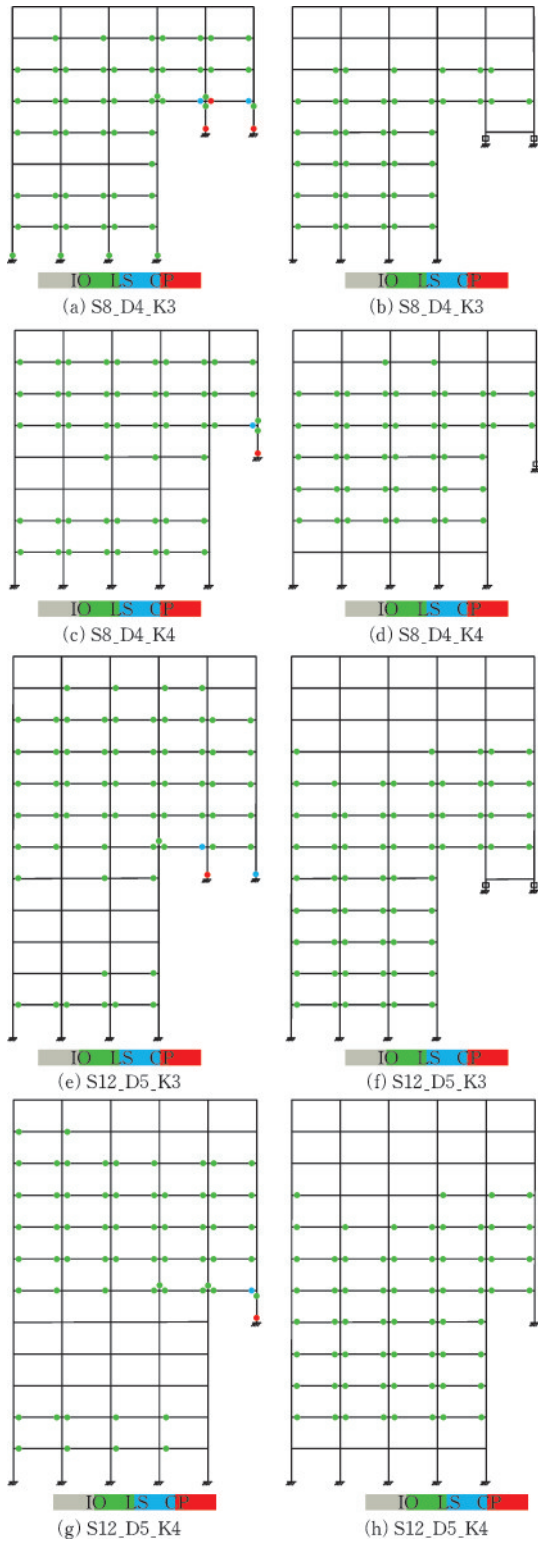 IO LS CP IO LS CP
(a) S8_D4_K3 (b) S8_D4_K3
IO LS CP IO LS CP
(c) S8_D4_K4 (d) S8_D4_K4
IO LS CP IO LS CP
(e) S12_D5_K3 (f) S12_D5_K3
IO LS CP IO LS CP
(g) S12_D5_K4 (h) S12_D5_K4